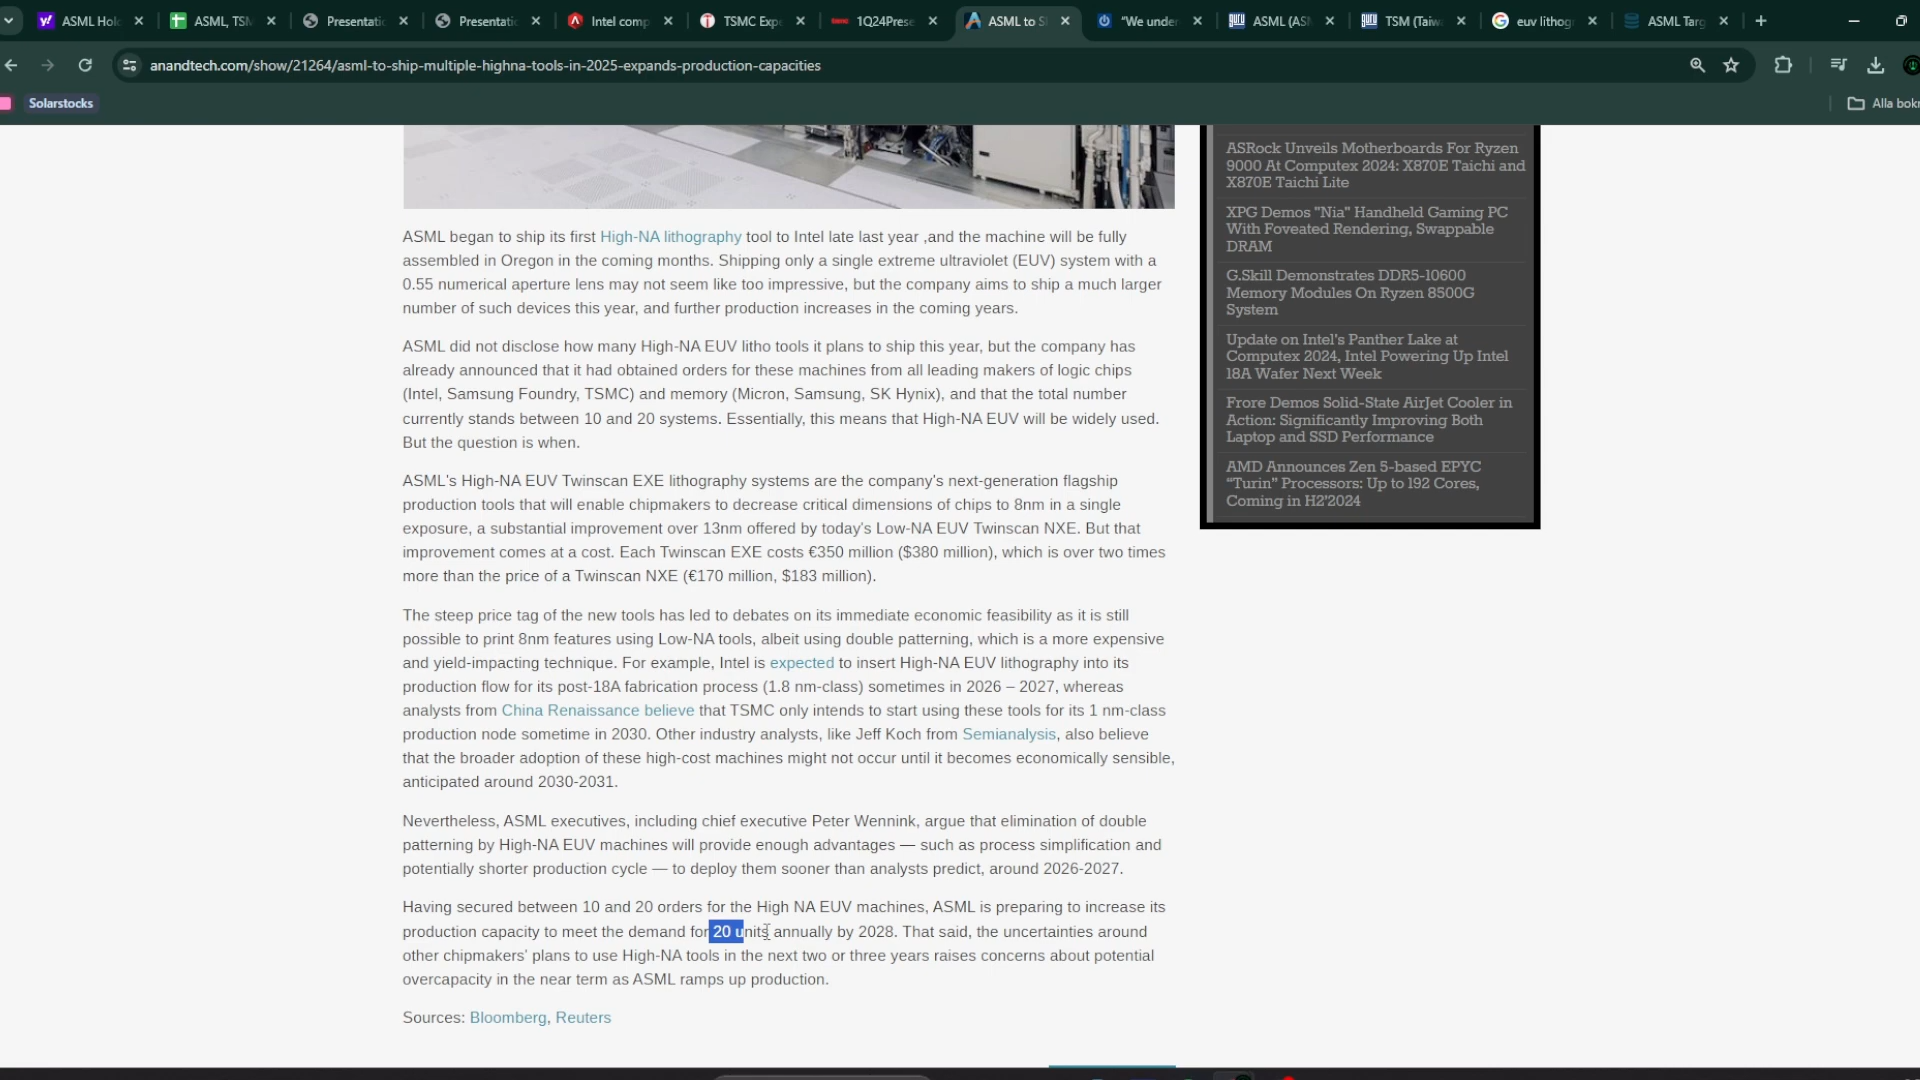 ASML Hol
ASML, TSM
Presentatic
Presentatic
Intel comp
TSMC Expe
1Q24Prese
ASML to S
"We under
ASML (ASM
TSM (Taiw
euv lithog
ASML Targ
anandtech.com/show/21264/asml-to-ship-multiple-highna-tools-in-2025-expands-production-capacities
Solarstocks
Alla bokr
ASML began to ship its first High-NA lithography tool to Intel late last year ,and the machine will be fully
assembled in Oregon in the coming months. Shipping only a single extreme ultraviolet (EUV) system with a
0.55 numerical aperture lens may not seem like too impressive, but the company aims to ship a much larger
number of such devices this year, and further production increases in the coming years.
ASML did not disclose how many High-NA EUV litho tools it plans to ship this year, but the company has
already announced that it had obtained orders for these machines from all leading makers of logic chips
(Intel, Samsung Foundry, TSMC) and memory (Micron, Samsung, SK Hynix), and that the total number
currently stands between 10 and 20 systems. Essentially, this means that High-NA EUV will be widely used.
But the question is when.
ASML's High-NA EUV Twinscan EXE lithography systems are the company's next-generation flagship
production tools that will enable chipmakers to decrease critical dimensions of chips to 8nm in a single
exposure, a substantial improvement over 13nm offered by today's Low-NA EUV Twinscan NXE. But that
improvement comes at a cost. Each Twinscan EXE costs €350 million ($380 million), which is over two times
more than the price of a Twinscan NXE (€170 million, $183 million).
The steep price tag of the new tools has led to debates on its immediate economic feasibility as it is still
possible to print 8nm features using Low-NA tools, albeit using double patterning, which is a more expensive
and yield-impacting technique. For example, Intel is expected to insert High-NA EUV lithography into its
production flow for its post-18A fabrication process (1.8 nm-class) sometimes in 2026 – 2027, whereas
analysts from China Renaissance believe that TSMC only intends to start using these tools for its 1 nm-class
production node sometime in 2030. Other industry analysts, like Jeff Koch from Semianalysis, also believe
that the broader adoption of these high-cost machines might not occur until it becomes economically sensible,
anticipated around 2030-2031.
Nevertheless, ASML executives, including chief executive Peter Wennink, argue that elimination of double
patterning by High-NA EUV machines will provide enough advantages — such as process simplification and
potentially shorter production cycle — to deploy them sooner than analysts predict, around 2026-2027.
Having secured between 10 and 20 orders for the High NA EUV machines, ASML is preparing to increase its
production capacity to meet the demand for 20 units annually by 2028. That said, the uncertainties around
other chipmakers' plans to use High-NA tools in the next two or three years raises concerns about potential
overcapacity in the near term as ASML ramps up production.
Sources: Bloomberg, Reuters
ASRock Unveils Motherboards For Ryzen
9000 At Computex 2024: X870E Taichi and
X870E Taichi Lite
XPG Demos "Nia" Handheld Gaming PC
With Foveated Rendering, Swappable
DRAM
G.Skill Demonstrates DDR5-10600
Memory Modules On Ryzen 8500G
System
Update on Intel's Panther Lake at
Computex 2024, Intel Powering Up Intel
18A Wafer Next Week
Frore Demos Solid-State AirJet Cooler in
Action: Significantly Improving Both
Laptop and SSD Performance
AMD Announces Zen 5-based EPYC
“Turin” Processors: Up to 192 Cores,
Coming in H2'2024